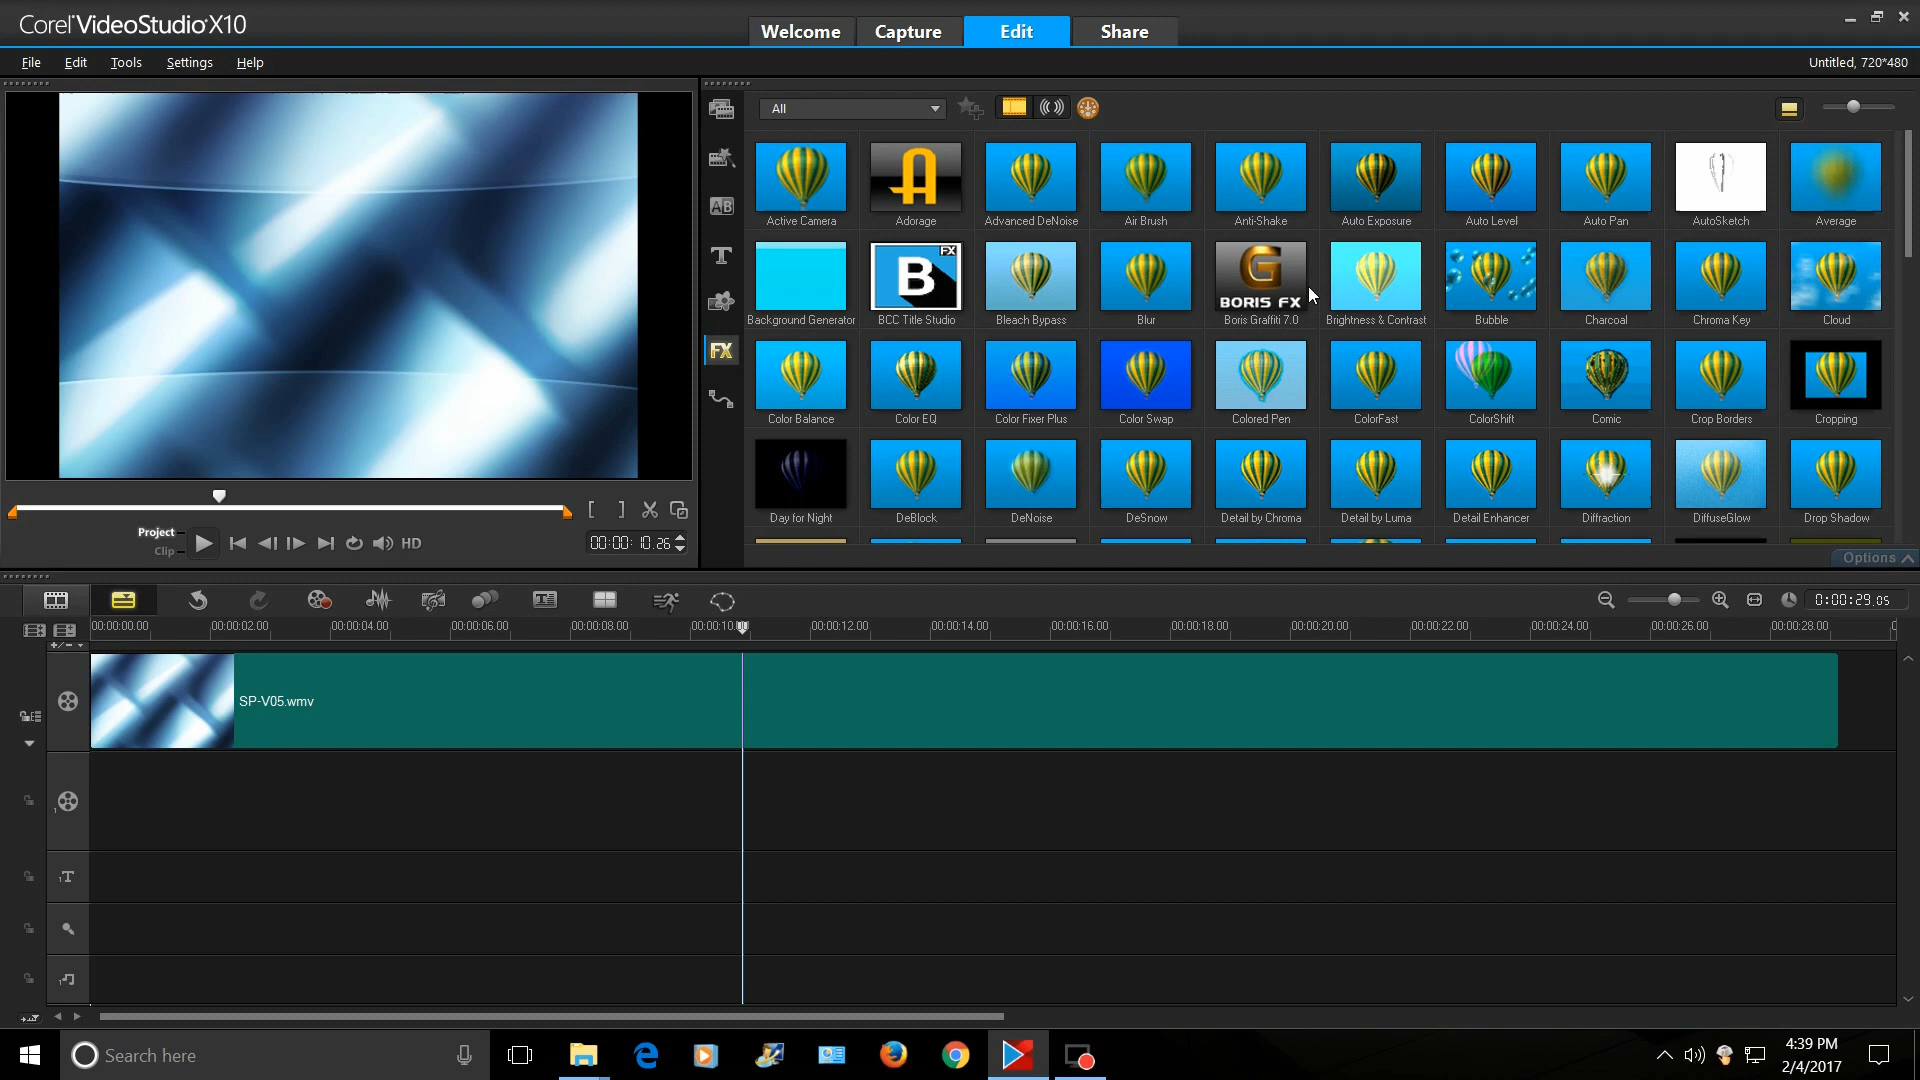 Corel VideoStudio X10
Welcome Capture Edit Share
File Edit Tools Settings Help
Untitled, 720*480
All
Active Camera Adorage Advanced DeNoise Air Brush Anti-Shake Auto Exposure Auto Level Auto Pan AutoSketch Average
FX
B
G
BORIS FX
Background Generator BCC Title Studio Bleach Bypass Blur Boris Graffiti 7.0 Brightness & Contrast Bubble Charcoal Chroma Key Cloud
AB
T
FX
Color Balance Color EQ Color Fixer Plus Color Swap Colored Pen ColorFast ColorShift Comic Crop Borders Cropping
Day for Night DeBlock DeNoise DeSnow Detail by Chroma Detail by Luma Detail Enhancer Diffraction DiffuseGlow Drop Shadow
Project
Clip
HD
00:00:10.26
Options
0:00:29.05
00:00:00.00 00:00:02.00 00:00:04.00 00:00:06.00 00:00:08.00 00:00:12.00 00:00:14.00 00:00:16.00 00:00:18.00 00:00:20.00 00:00:22.00 00:00:24.00 00:00:26.00 00:00:28.00
SP-V05.wmv
1
1T
1
Search here
4:39 PM
2/4/2017